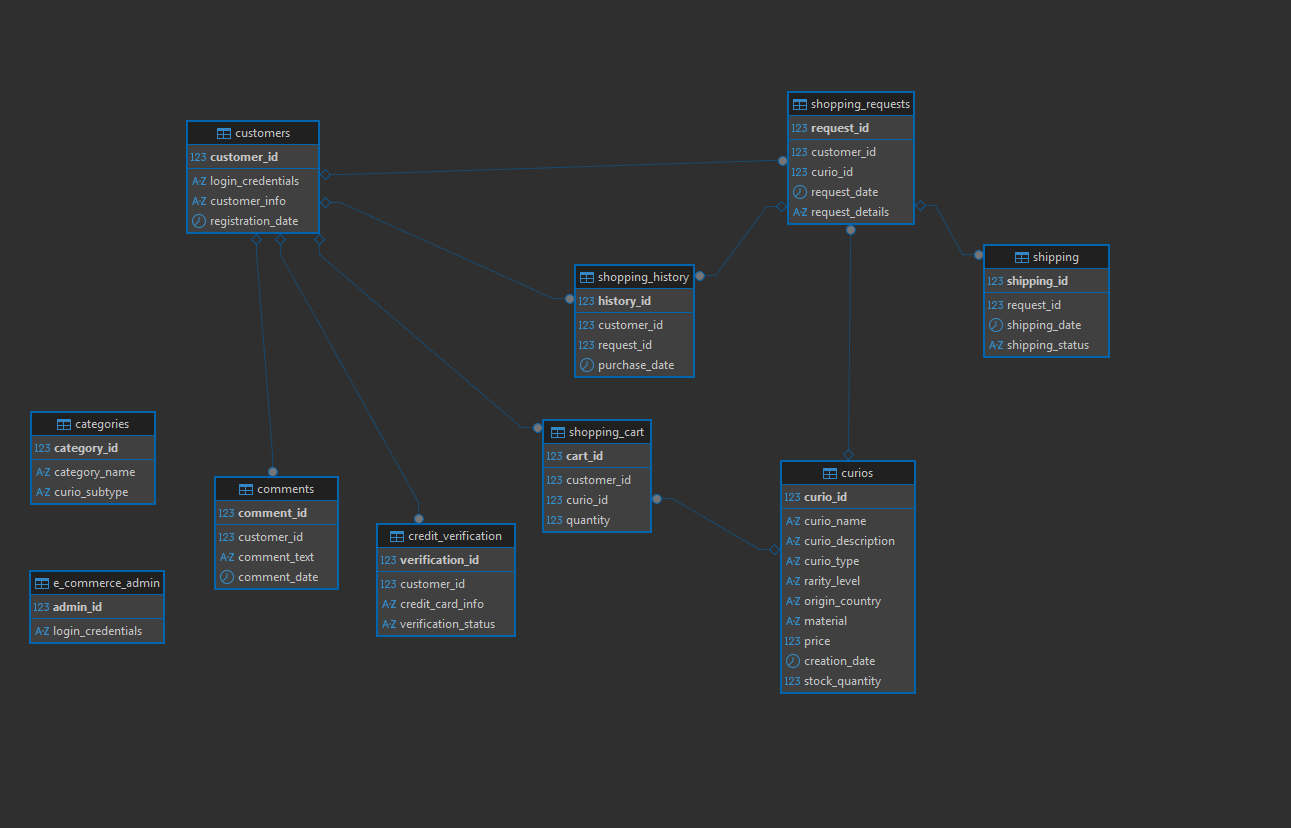 shopping_requests
123 request_id
123 customer_id
123 curio_id
request_date
A-Z request_details
customers
123 customer_id
A-Z login_credentials
A-Z customer_info
registration_date
shipping
123 shipping_id
123 request_id
shipping_date
A-Z shipping_status
shopping_history
123 history_id
123 customer_id
123 request_id
purchase_date
categories
123 category_id
A-Z category_name
A-Z curio_subtype
shopping_cart
123 cart_id
123 customer_id
123 curio_id
123 quantity
curios
123 curio_id
A-Z curio_name
A-Z curio_description
A-Z curio_type
A-Z rarity_level
A-Z origin_country
A-Z material
123 price
creation_date
123 stock_quantity
comments
123 comment_id
123 customer_id
A-Z comment_text
comment_date
credit_verification
123 verification_id
123 customer_id
A-Z credit_card_info
A-Z verification_status
e_commerce_admin
123 admin_id
A-Z login_credentials